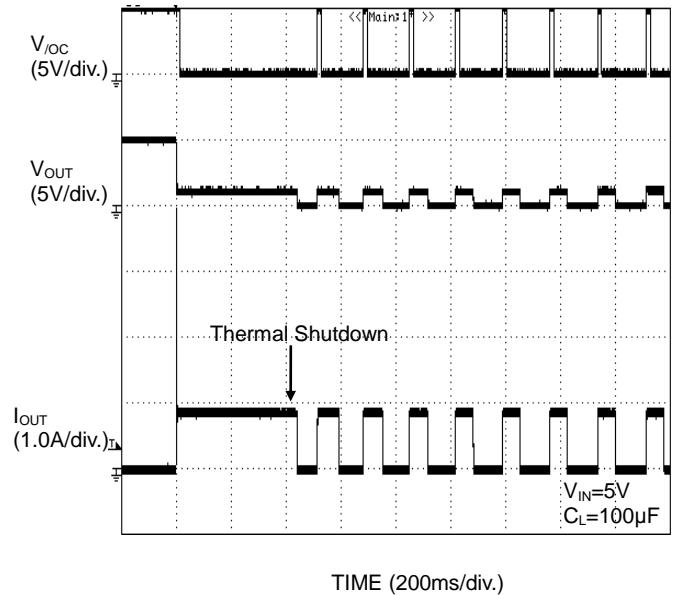 << Main:1 >>
V/OC
(5V/div.)
VOUT
(5V/div.)
Thermal Shutdown
IOUT
(1.0A/div.)
VIN=5V
CL=100µF
TIME (200ms/div.)